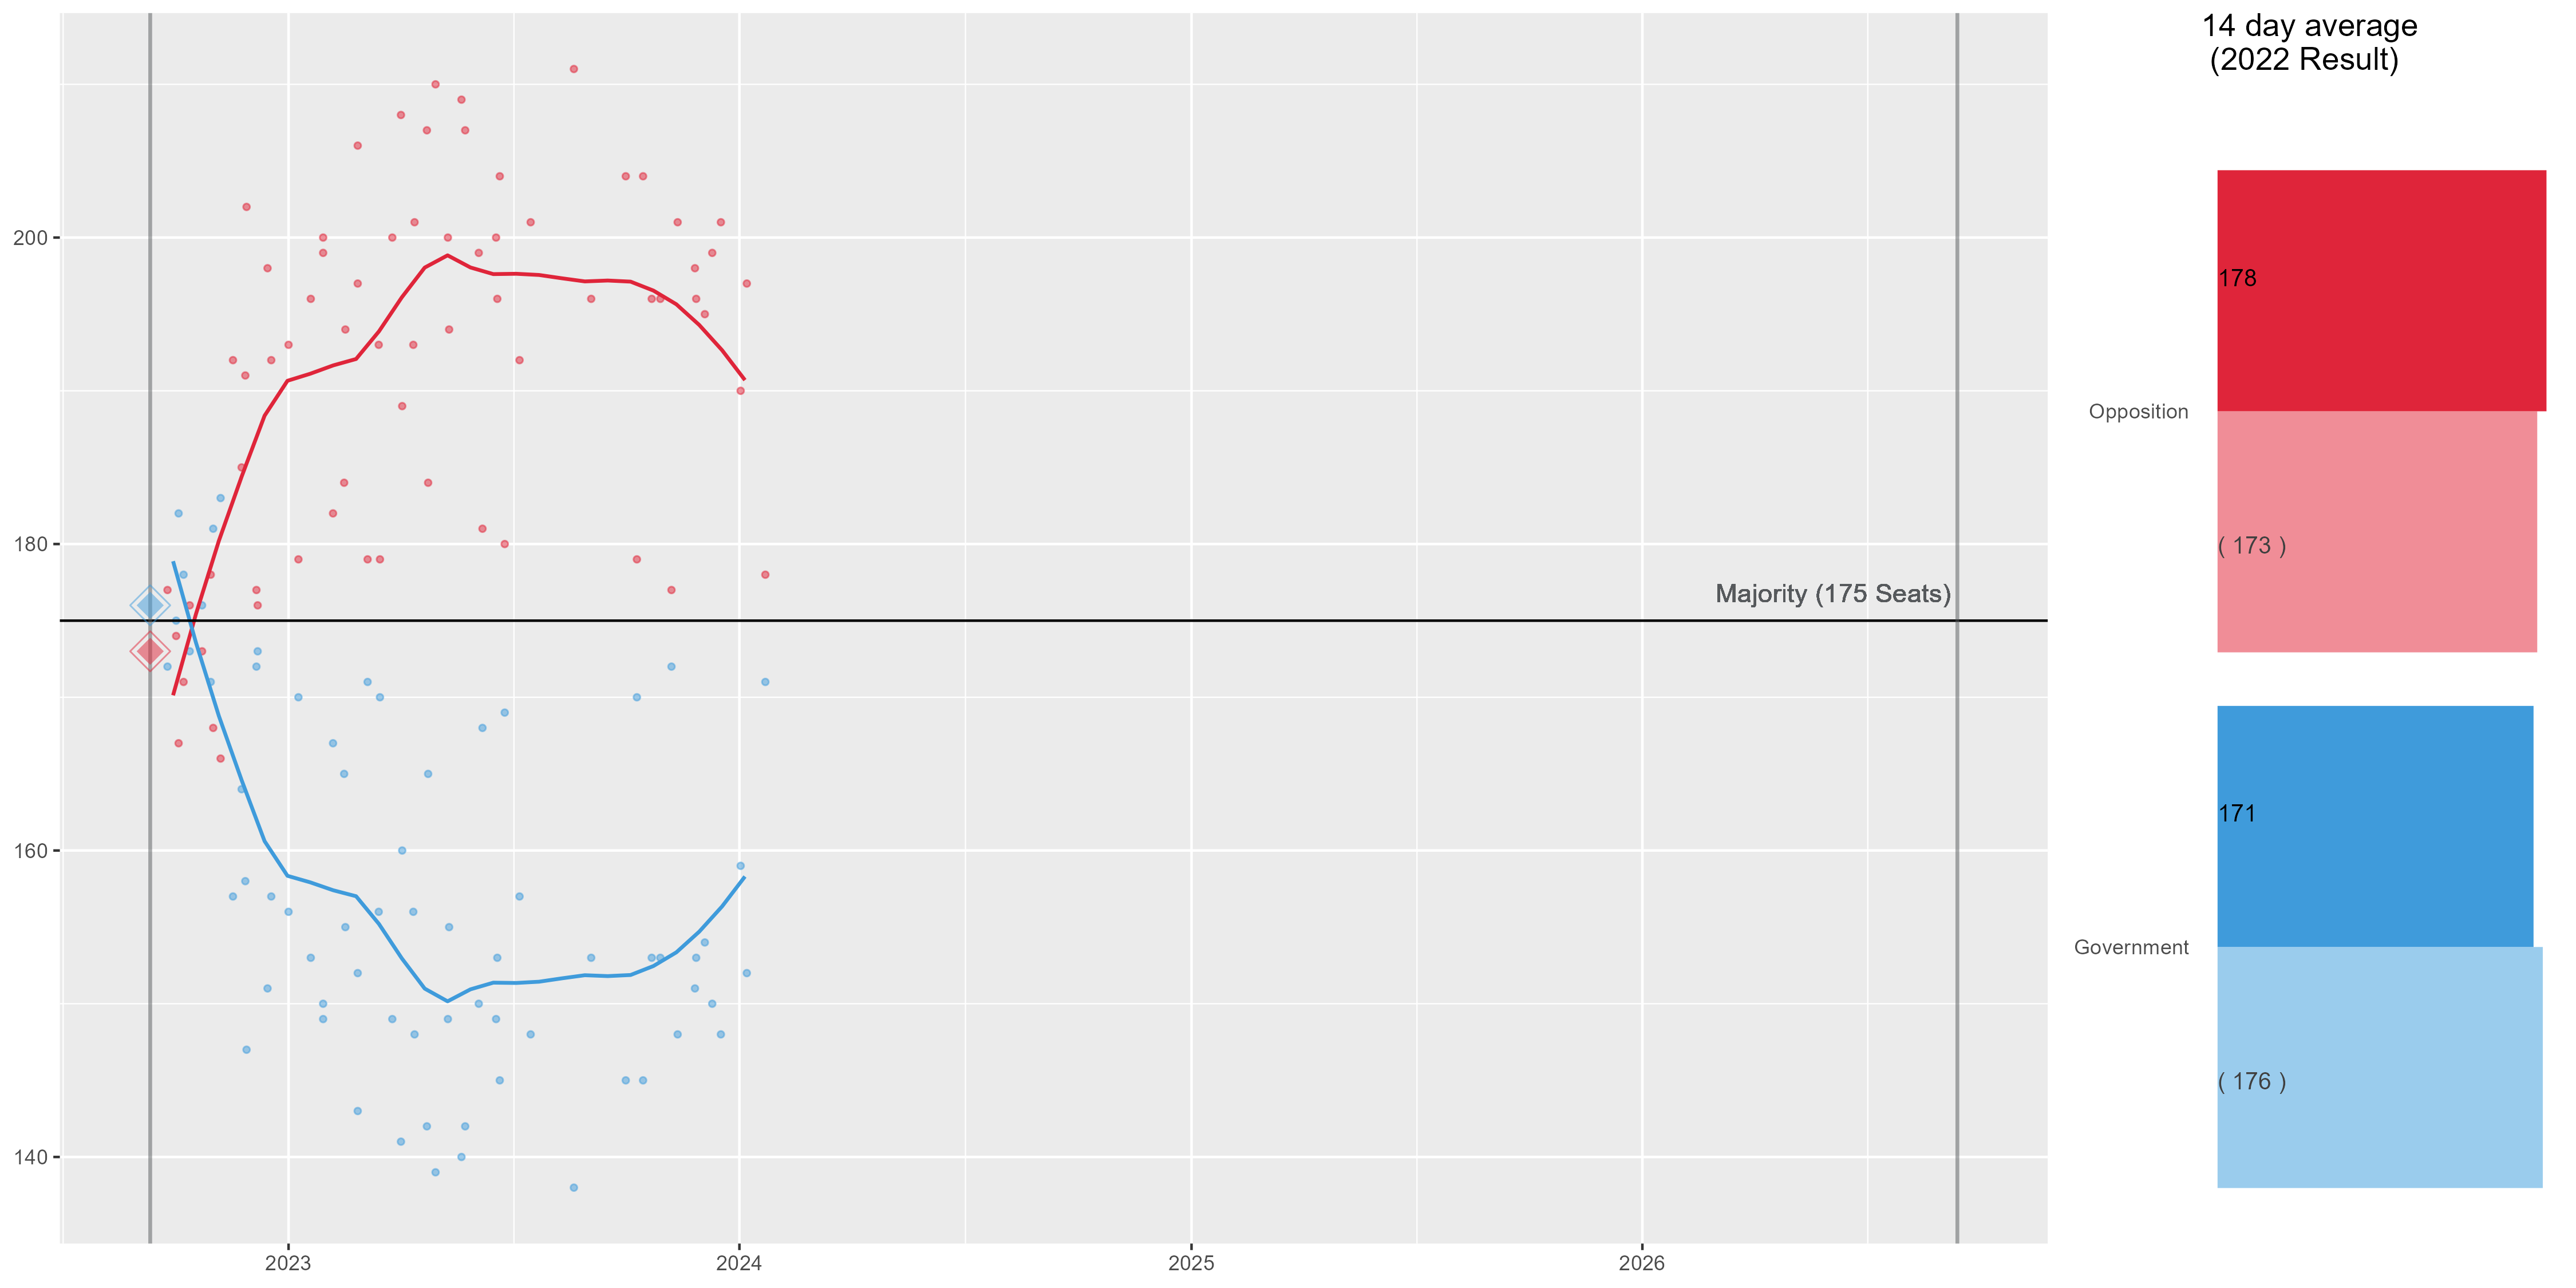 14 day average
(2022 Result)
200
180
160
140
Majority (175 Seats)
2023
2024
2025
2026
178
Opposition
( 173 )
171
Government
( 176 )